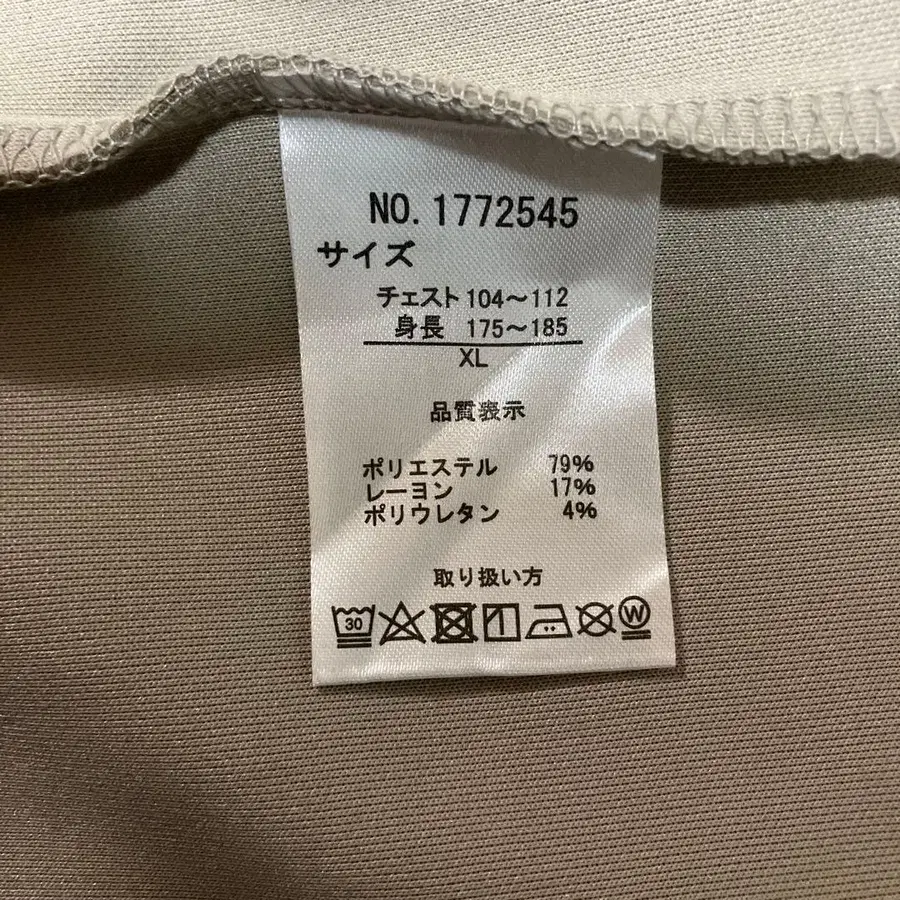 NO. 1772545
サイズ
チェスト 104～112
身長 175～185
XL
品質表示
ポリエステル 79%
レーヨン 17%
ポリウレタン 4%
取り扱い方
30 W